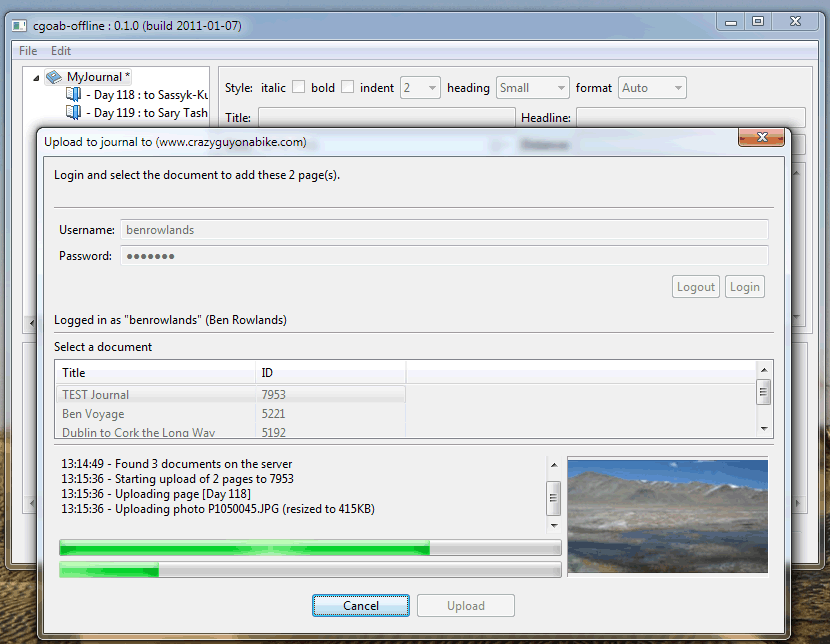 cgoab-offline : 0.1.0 (build 2011-01-07)
File Edit
MyJournal *
- Day 118 : to Sassyk-Ku
- Day 119 : to Sary Tash
Style: italic bold indent 2 heading Small format Auto
Title: Headline:
Upload to journal to (www.crazyguyonabike.com)
Login and select the document to add these 2 page(s).
Username: benrowlands
Password: •••••••
Logout Login
Logged in as "benrowlands" (Ben Rowlands)
Select a document
Title ID
TEST Journal 7953
Ben Voyage 5221
Dublin to Cork the Long Way 5192
13:14:49 - Found 3 documents on the server
13:15:36 - Starting upload of 2 pages to 7953
13:15:36 - Uploading page [Day 118]
13:15:36 - Uploading photo P1050045.JPG (resized to 415KB)
Cancel Upload